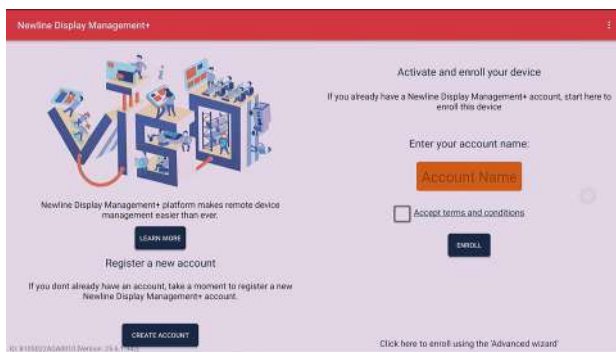 Newline Display Management+
VISO
Newline Display Management+ platform makes remote device
management easier than ever.
LEARN MORE
Register a new account
If you dont already have an account, take a moment to register a new
Newline Display Management+ account.
CREATE ACCOUNT
Activate and enroll your device
If you already have a Newline Display Management+ account, start here to
enroll this device
Enter your account name:
Account Name
Accept terms and conditions
ENROLL
Click here to enroll using the 'Advanced wizard'